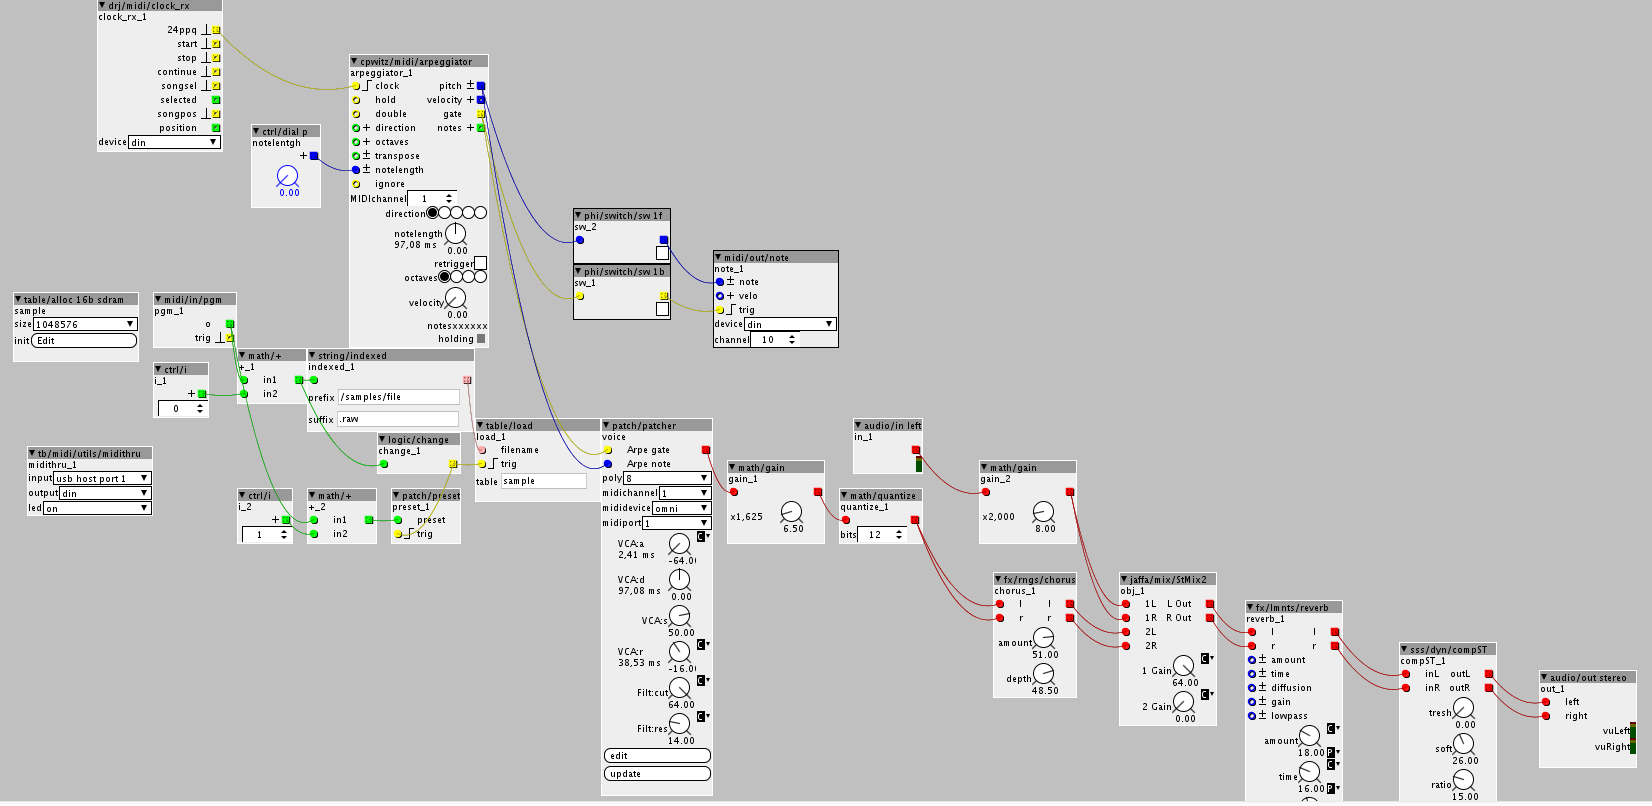 drj/midi/clock_rx
clock_rx_1
24ppq
start
stop
continue
songsel
selected
songpos
position
device din
cpwitz/midi/arpeggiator
arpeggiator_1
clock pitch ±
hold velocity +
double gate
+ direction notes +
+ octaves
± transpose
± notelength
ignore
MIDIchannel 1
direction
notelength
97,08 ms
0.00
retrigger
octaves
velocity
0.00
notesxxxxxx
holding
ctrl/dial p
notelentgh
+
0.00
phi/switch/sw 1f
sw_2
phi/switch/sw 1b
sw_1
midi/out/note
note_1
± note
+ velo
trig
device din
channel 10
table/alloc 16b sdram
sample
size 1048576
init Edit
midi/in/pgm
pgm_1
o
trig
ctrl/i
i_1
+
0
math/+
+_1
in1
in2
string/indexed
indexed_1
prefix /samples/file
suffix .raw
logic/change
change_1
table/load
load_1
filename
trig
table sample
tb/midi/utils/midithru
midithru_1
input usb host port 1
output din
led on
ctrl/i
i_2
+
1
math/+
+_2
in1
in2
patch/preset
preset_1
preset
trig
patch/patcher
voice
Arpe gate
Arpe note
poly 8
midichannel 1
mididevice omni
midiport 1
VCA:a
2,41 ms
-64.0
C
VCA:d
97,08 ms
0.00
VCA:s
50.00
VCA:r
38,53 ms
-16.0
C
Filt:cut
64.00
C
Filt:res
14.00
C
edit
update
math/gain
gain_1
x1,625
6.50
audio/in left
in_1
math/quantize
quantize_1
bits 12
math/gain
gain_2
x2,000
8.00
fx/rngs/chorus
chorus_1
l l
r r
amount
51.00
depth
48.50
jaffa/mix/StMix2
obj_1
1L L Out
1R R Out
2L
2R
1 Gain
64.00
C
2 Gain
0.00
C
fx/lmnts/reverb
reverb_1
l l
r r
± amount
± time
± diffusion
± gain
± lowpass
amount
18.00
C
P
time
16.00
C
P
sss/dyn/compST
compST_1
inL outL
inR outR
tresh
0.00
soft
26.00
ratio
15.00
audio/out stereo
out_1
left
right
vuLeft
vuRight